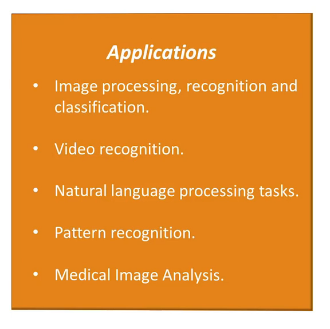 Applications
• Image processing, recognition and
classification.
• Video recognition.
• Natural language processing tasks.
• Pattern recognition.
• Medical Image Analysis.